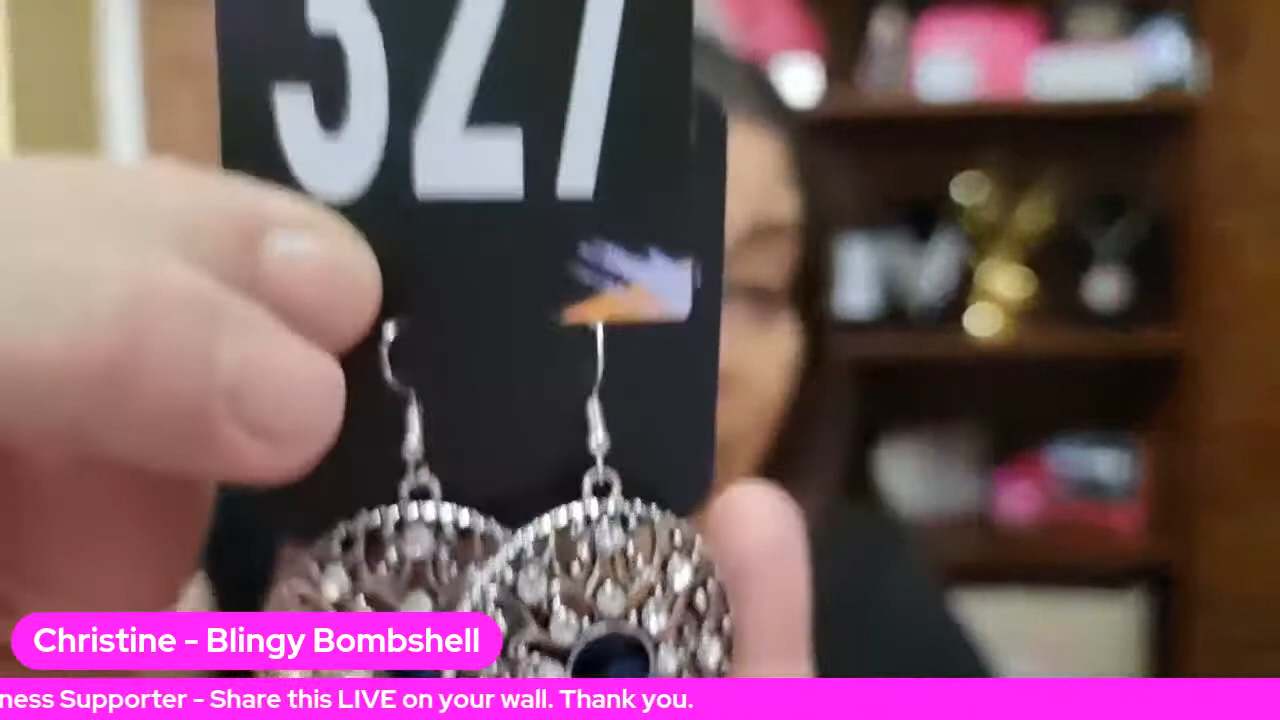 327
Christine - Blingy Bombshell
ness Supporter - Share this LIVE on your wall. Thank you.